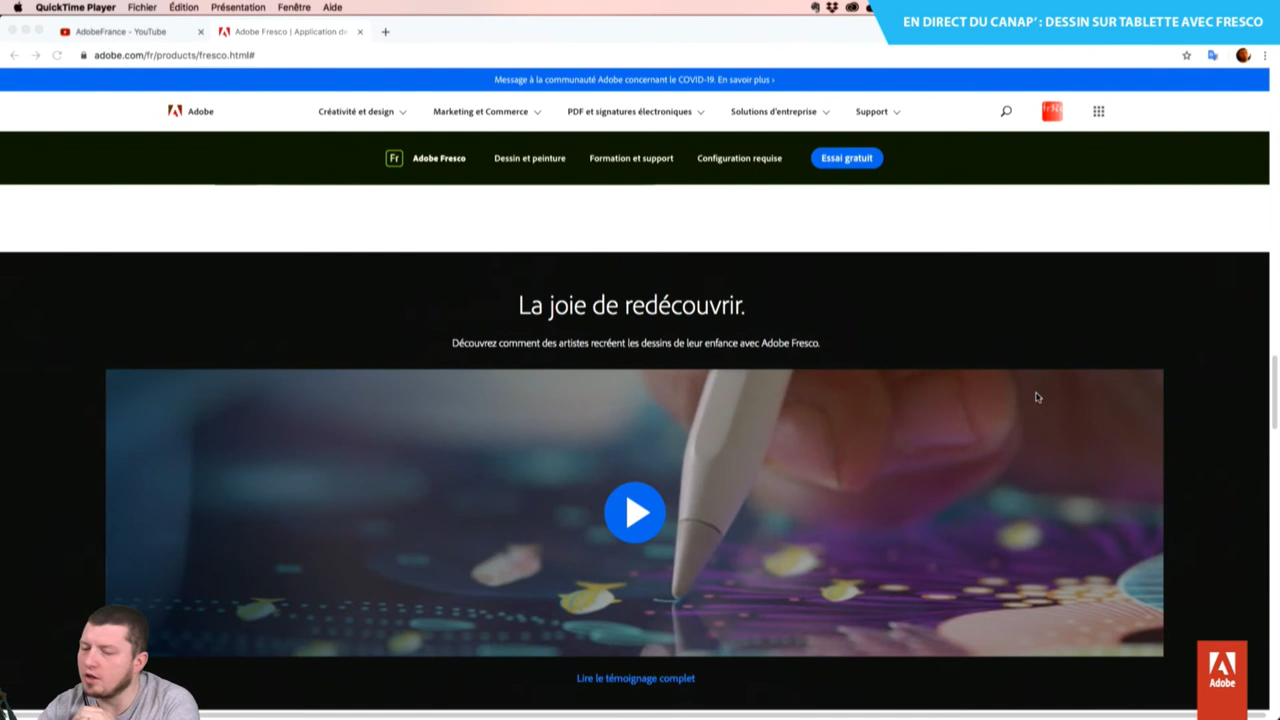 QuickTime Player Fichier Édition Présentation Fenêtre Aide
EN DIRECT DU CANAP' : DESSIN SUR TABLETTE AVEC FRESCO
AdobeFrance - YouTube
Adobe Fresco | Application de
adobe.com/fr/products/fresco.html#
Message à la communauté Adobe concernant le COVID-19. En savoir plus ›
Adobe Créativité et design Marketing et Commerce PDF et signatures électroniques Solutions d'entreprise Support
Fr Adobe Fresco Dessin et peinture Formation et support Configuration requise Essai gratuit
La joie de redécouvrir.
Découvrez comment des artistes recréent les dessins de leur enfance avec Adobe Fresco.
Lire le témoignage complet
Adobe